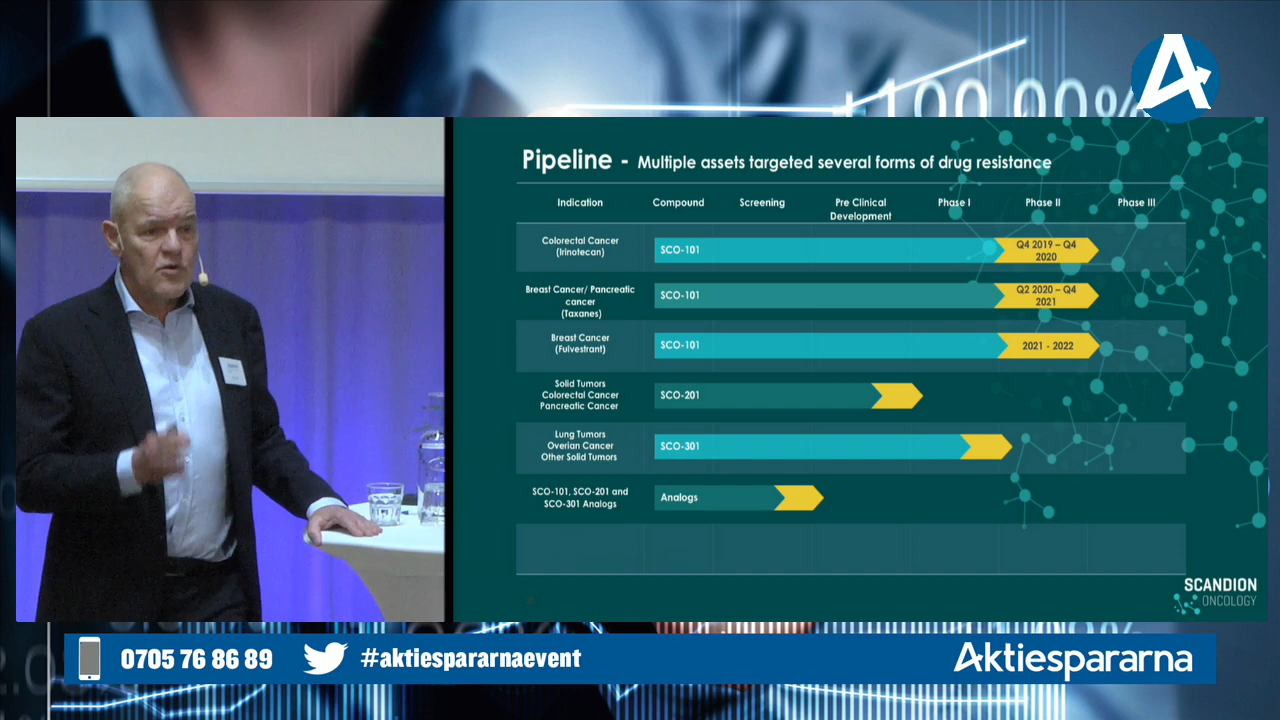 +100.00%
Pipeline - Multiple assets targeted several forms of drug resistance
Indication Compound Screening Pre Clinical Development Phase I Phase II Phase III
Colorectal Cancer
(Irinotecan)
SCO-101
Q4 2019 – Q4
2020
Breast Cancer/ Pancreatic
cancer
(Taxanes)
SCO-101
Q2 2020 – Q4
2021
Breast Cancer
(Fulvestrant)
SCO-101
2021 - 2022
Solid Tumors
Colorectal Cancer
Pancreatic Cancer
SCO-201
Lung Tumors
Overian Cancer
Other Solid Tumors
SCO-301
SCO-101, SCO-201 and
SCO-301 Analogs
Analogs
SCANDION
ONCOLOGY
0705 76 86 89 #aktiespararnaevent Aktiespararna